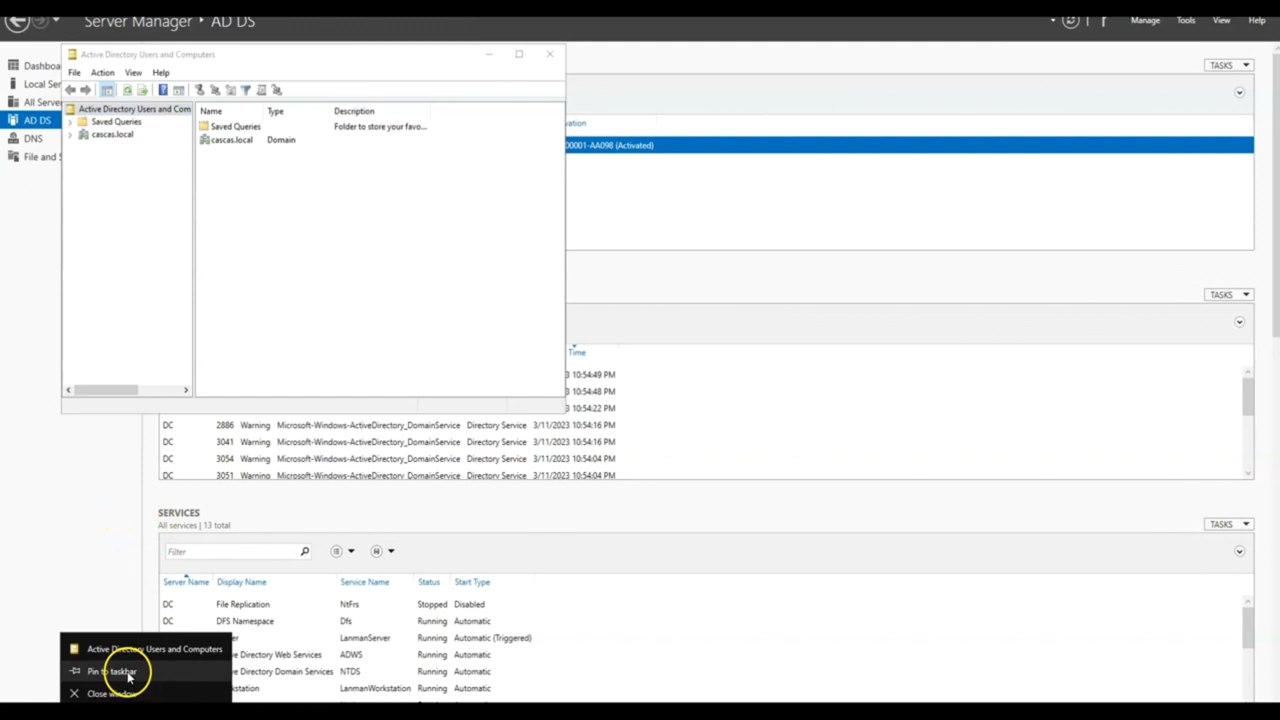 Server Manager · AD DS
Manage Tools View Help
Active Directory Users and Computers
File Action View Help
Active Directory Users and Com
Saved Queries
cascas.local
Name Type Description
Saved Queries Folder to store your favo...
cascas.local Domain
Dashboa
Local Ser
All Server
AD DS
DNS
File and S
TASKS
00001-AA098 (Activated)
TASKS
Time
3 10:54:49 PM
3 10:54:48 PM
3 10:54:22 PM
DC 2886 Warning Microsoft-Windows-ActiveDirectory_DomainService Directory Service 3/11/2023 10:54:16 PM
DC 3041 Warning Microsoft-Windows-ActiveDirectory_DomainService Directory Service 3/11/2023 10:54:16 PM
DC 3054 Warning Microsoft-Windows-ActiveDirectory_DomainService Directory Service 3/11/2023 10:54:04 PM
DC 3051 Warning Microsoft-Windows-ActiveDirectory_DomainService Directory Service 3/11/2023 10:54:04 PM
SERVICES
All services | 13 total
TASKS
Filter
Server Name Display Name Service Name Status Start Type
DC File Replication NtFrs Stopped Disabled
DC DFS Namespace Dfs Running Automatic
er LanmanServer Running Automatic (Triggered)
ive Directory Web Services ADWS Running Automatic
ive Directory Domain Services NTDS Running Automatic
kstation LanmanWorkstation Running Automatic
Active Directory Users and Computers
Pin to taskbar
Close window